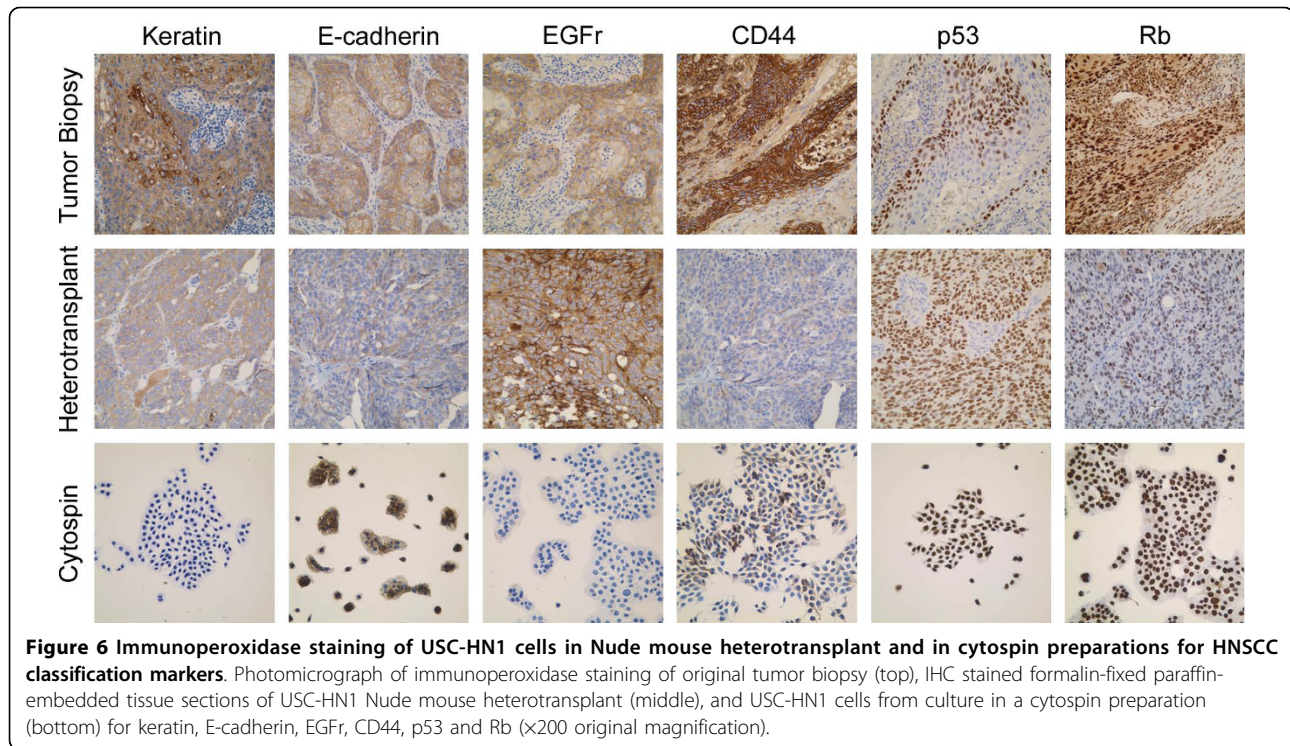 Keratin E-cadherin EGFr CD44 p53 Rb
Tumor Biopsy
Heterotransplant
Cytospin
Figure 6 Immunoperoxidase staining of USC-HN1 cells in Nude mouse heterotransplant and in cytospin preparations for HNSCC
classification markers. Photomicrograph of immunoperoxidase staining of original tumor biopsy (top), IHC stained formalin-fixed paraffin-
embedded tissue sections of USC-HN1 Nude mouse heterotransplant (middle), and USC-HN1 cells from culture in a cytospin preparation
(bottom) for keratin, E-cadherin, EGFr, CD44, p53 and Rb (×200 original magnification).